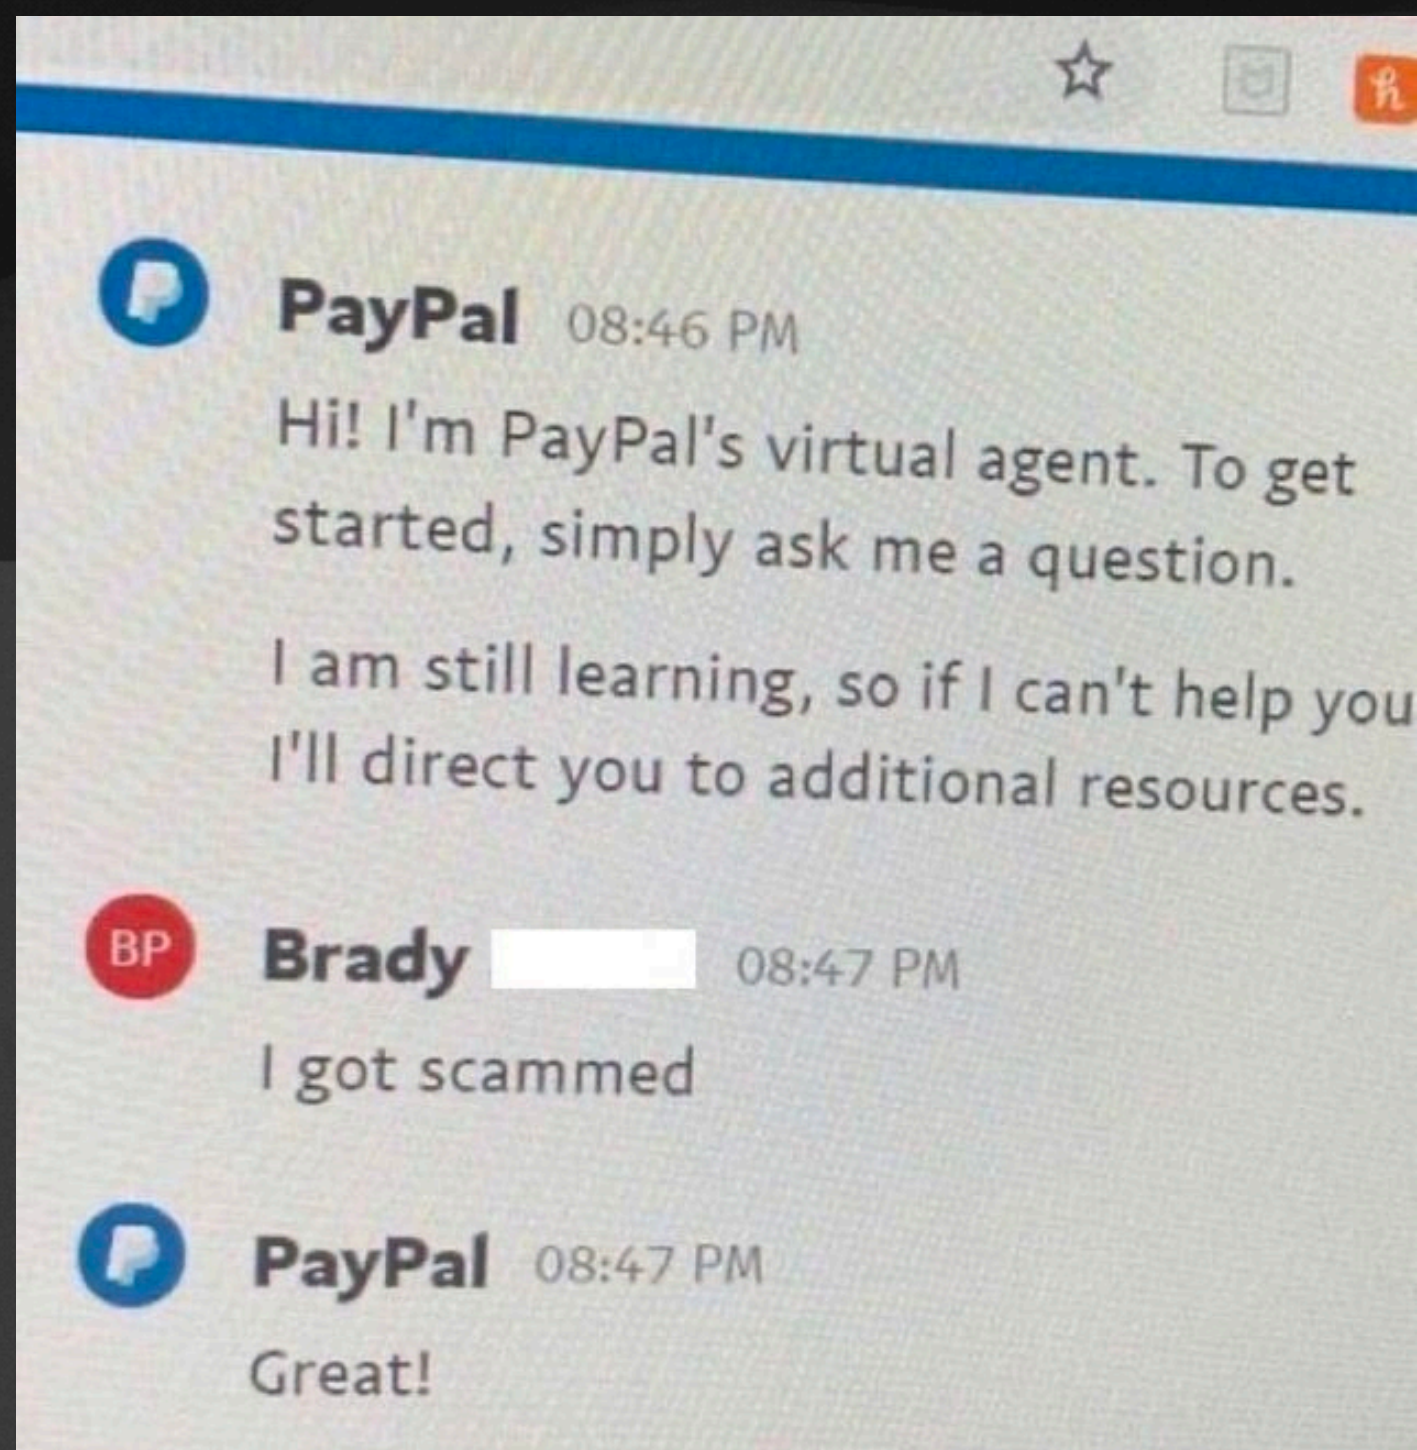 PayPal 08:46 PM
Hi! I'm PayPal's virtual agent. To get
started, simply ask me a question.
I am still learning, so if I can't help you
I'll direct you to additional resources.
BP
Brady 08:47 PM
I got scammed
PayPal 08:47 PM
Great!